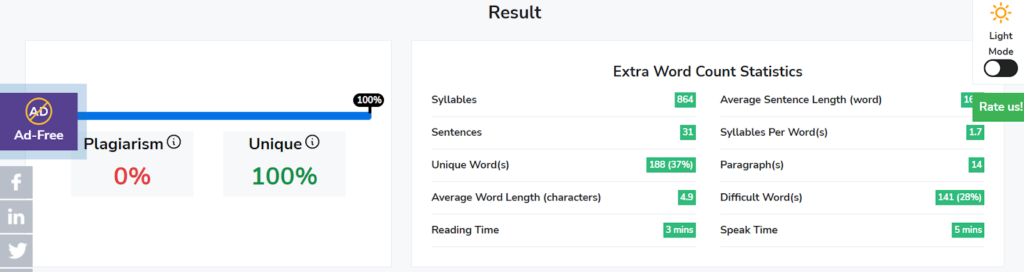 Result
Light
Mode
Extra Word Count Statistics
100%
AD
Ad-Free
Syllables 864
Average Sentence Length (word)
Rate us!
Sentences 31
Syllables Per Word(s) 1.7
Plagiarism
Unique
0%
100%
Unique Word(s) 188 (37%)
Paragraph(s) 14
Average Word Length (characters) 4.9
Difficult Word(s) 141 (28%)
Reading Time 3 mins
Speak Time 5 mins